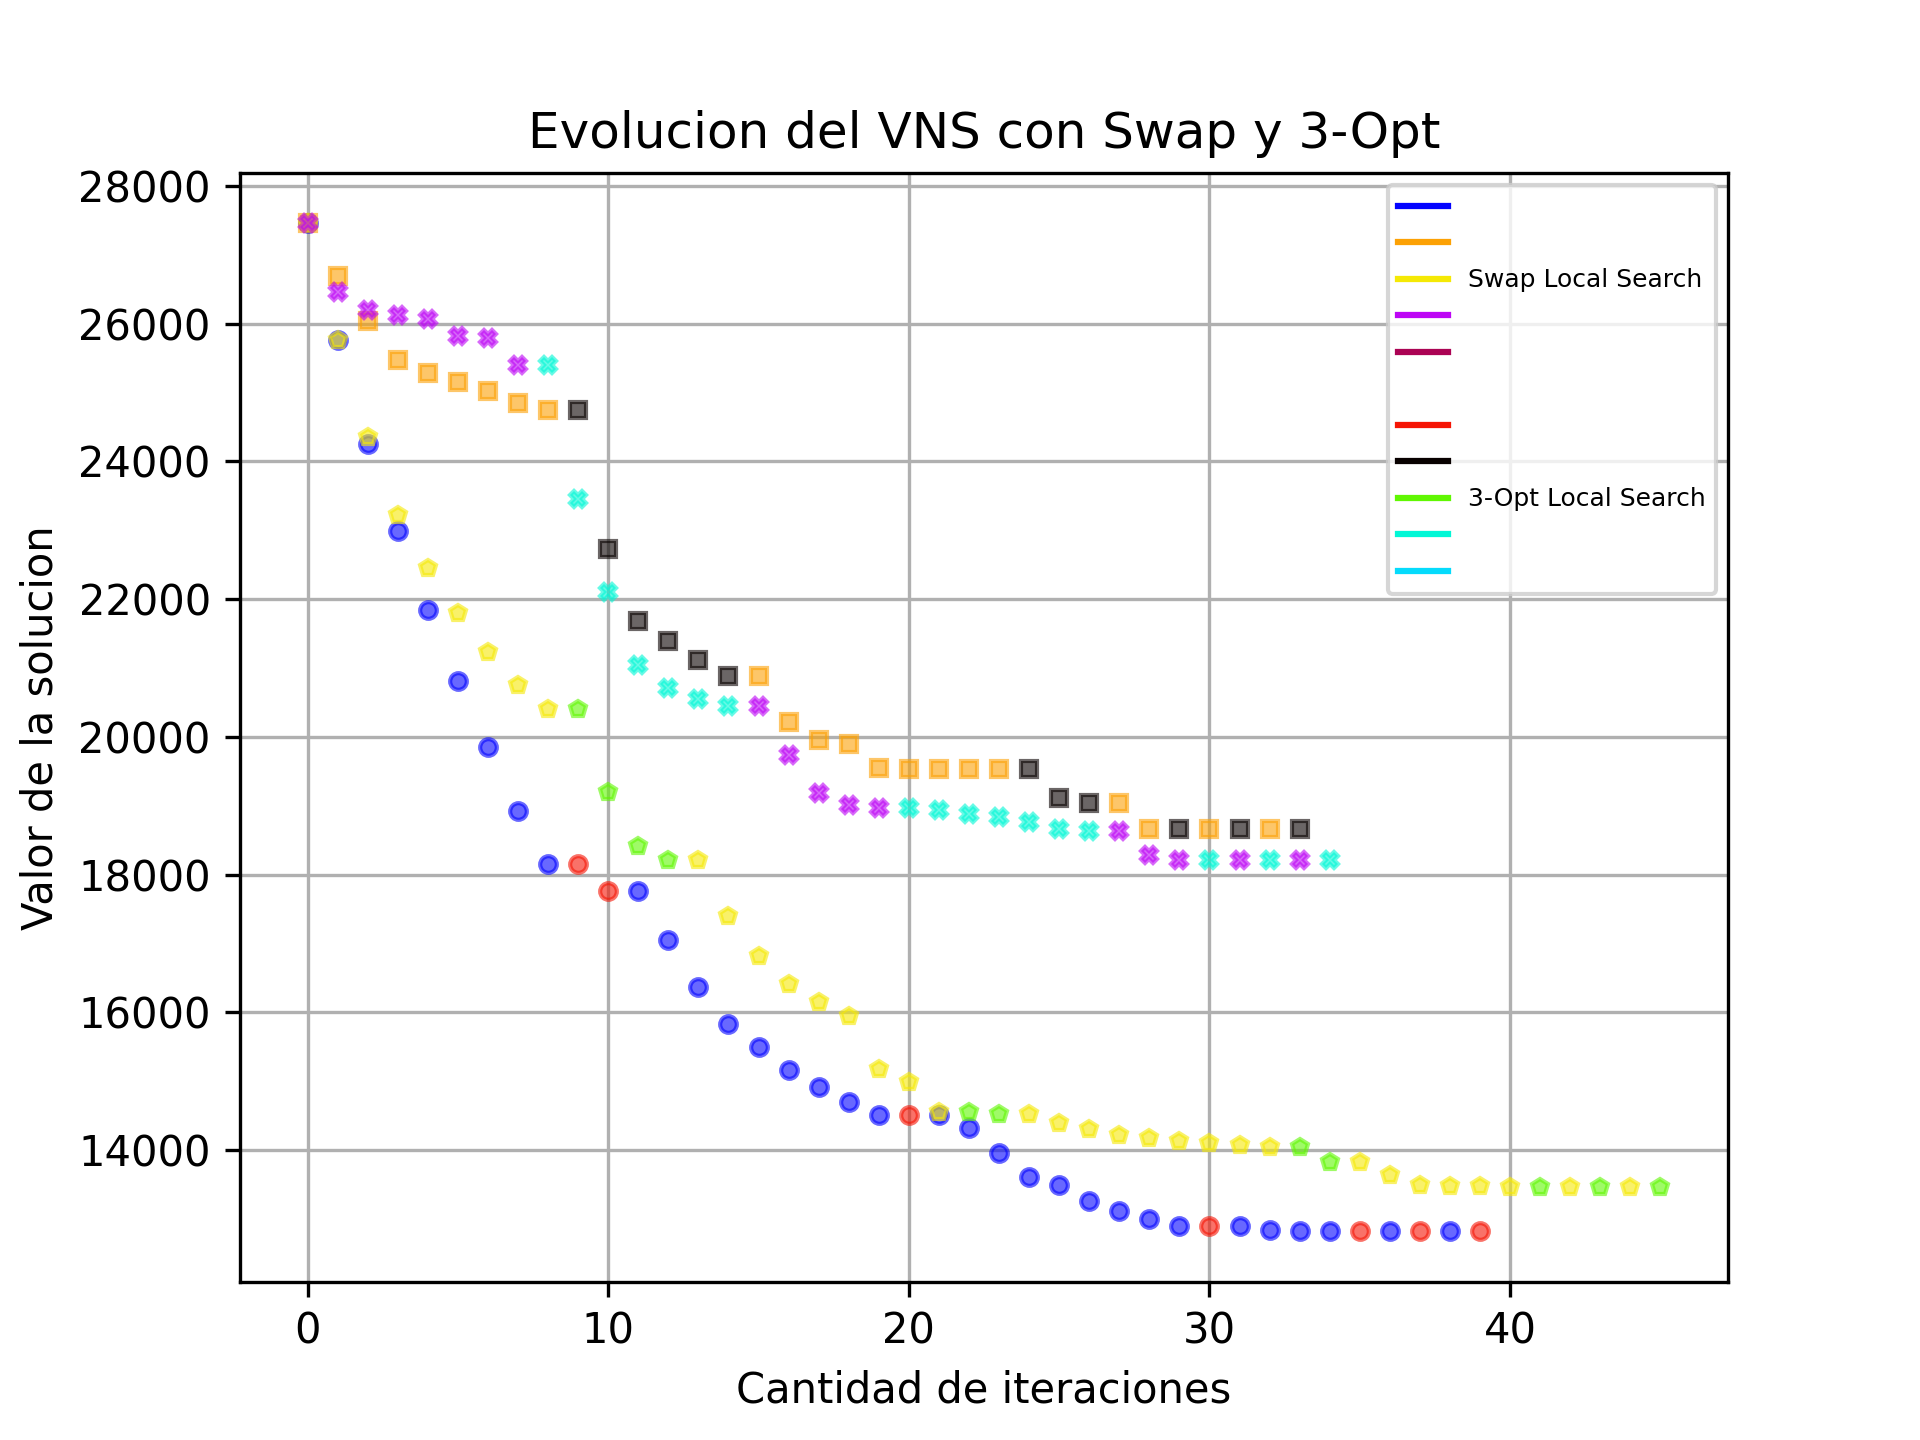 Evolucion del VNS con Swap y 3-Opt
28000
26000
24000
22000
20000
18000
16000
14000
Valor de la solucion
Swap Local Search
3-Opt Local Search
0 10 20 30 40
Cantidad de iteraciones